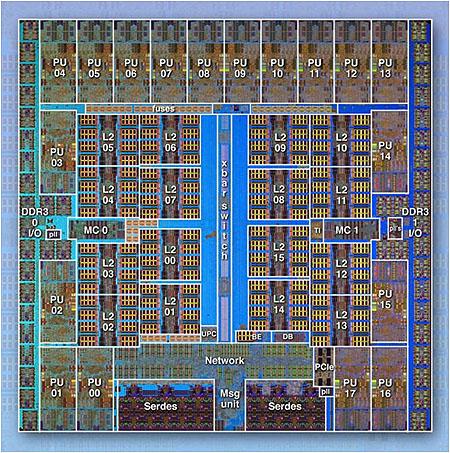 PU 04
PU 05
PU 06
PU 07
PU 08
PU 09
PU 10
PU 11
PU 12
PU 13
fuses
PU 03
L2 05
L2 06
xbar switch
L2 09
L2 10
PU 14
L2 04
L2 07
L2 08
L2 11
DDR3 0 I/O
pll
MC 0
TI
MC 1
pll's
DDR3 I/O
L2 03
L2 00
L2 15
L2 12
PU 02
L2 02
L2 01
L2 14
L2 13
PU 15
UPC
BE
DB
Network
PCIe
PU 01
PU 00
Msg unit
Serdes
Serdes
pll
PU 17
PU 16